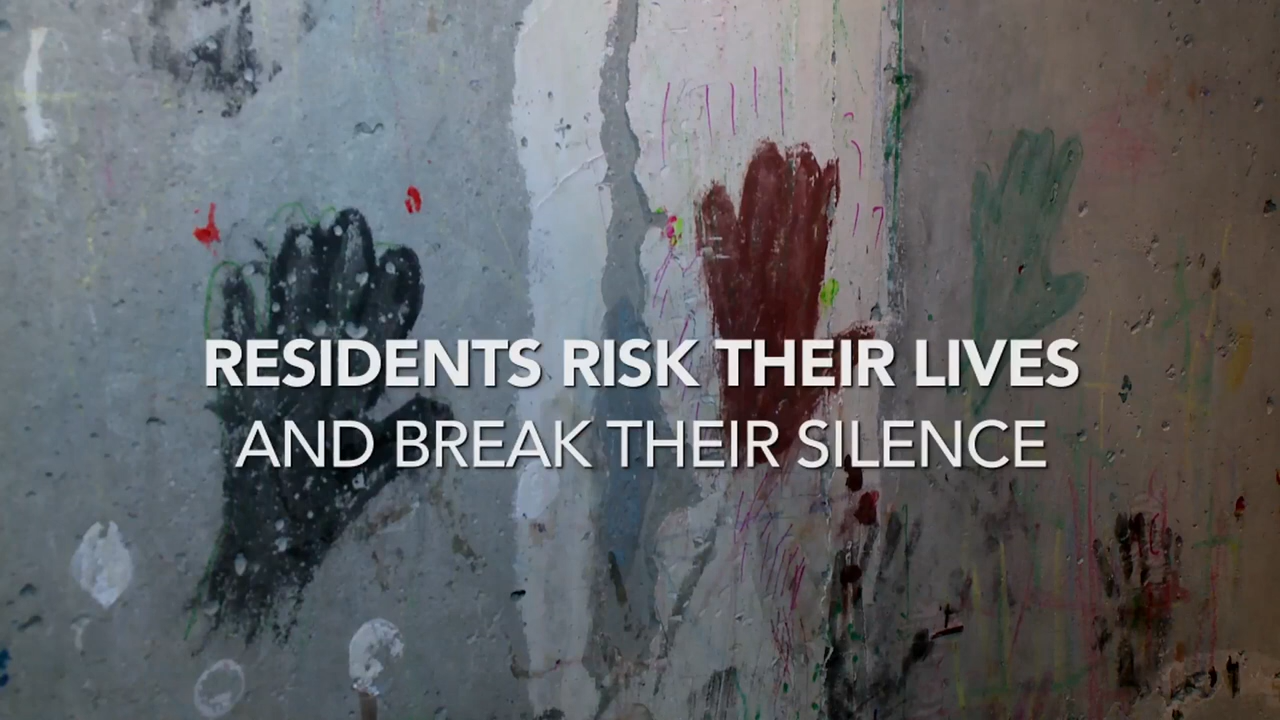 RESIDENTS RISK THEIR LIVES
AND BREAK THEIR SILENCE